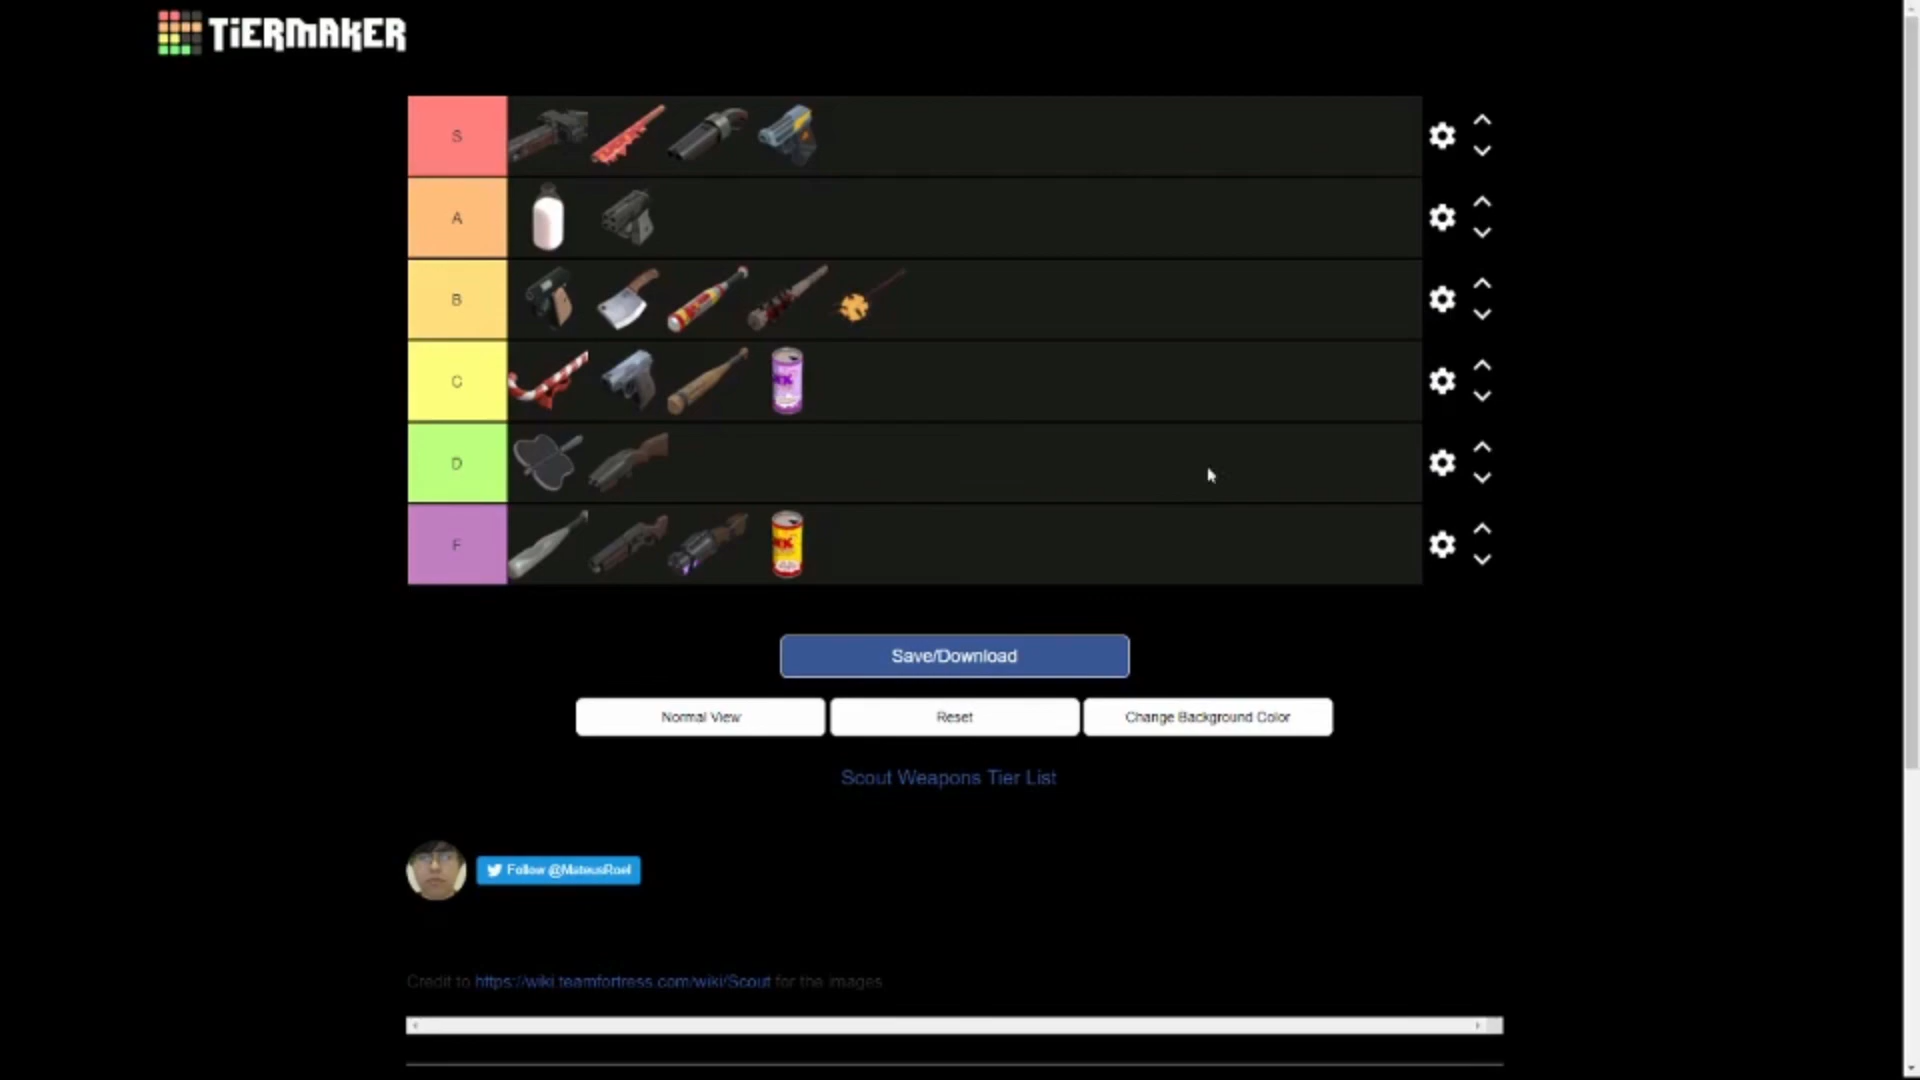 TiERMAKER
S
A
B
C
D
F
Save/Download
Normal View
Reset
Change Background Color
Scout Weapons Tier List
Follow @MateusRoel
Credit to https://wiki.teamfortress.com/wiki/Scout for the images